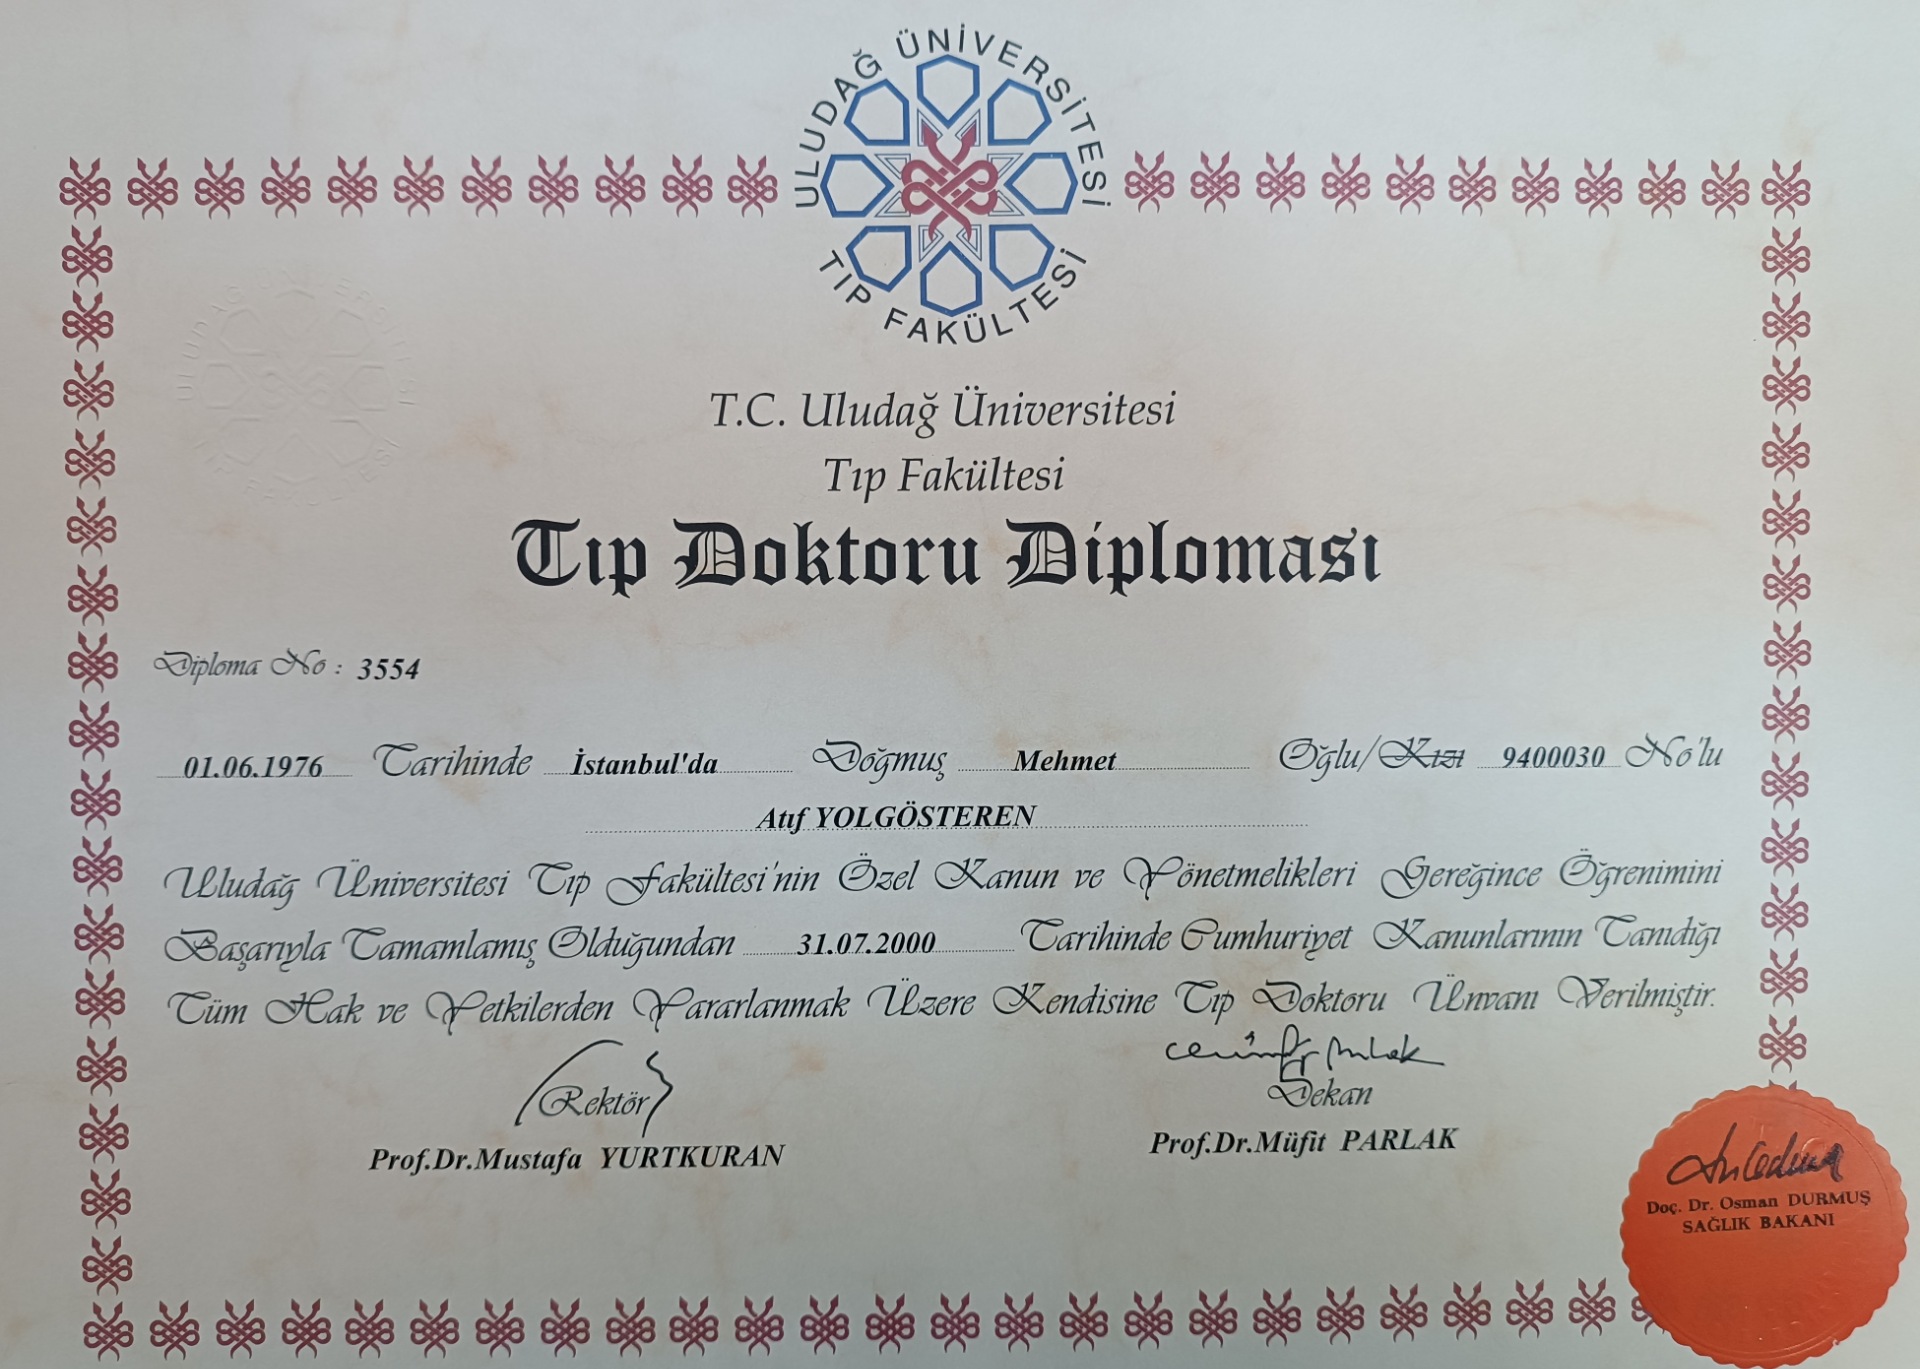 ULUDAĞ ÜNİVERSİTESİ
TIP FAKÜLTESİ
T.C. Uludağ Üniversitesi
Tıp Fakültesi
Tıp Doktoru Diploması
Diploma No : 3554
01.06.1976 Tarihinde İstanbul'da Doğmuş Mehmet Oğlu/Kızı 9400030 No'lu
Atıf YOLGÖSTEREN
Uludağ Üniversitesi Tıp Fakültesi'nin Özel Kanun ve Yönetmelikleri Gereğince Öğrenimini
Başarıyla Tamamlamış Olduğundan 31.07.2000 Tarihinde Cumhuriyet Kanunlarının Tanıdığı
Tüm Hak ve Yetkilerden Yararlanmak Üzere Kendisine Tıp Doktoru Ünvanı Verilmiştir.
Rektör
Prof.Dr.Mustafa YURTKURAN
Dekan
Prof.Dr.Müfit PARLAK
Doç. Dr. Osman DURMUŞ
SAĞLIK BAKANI